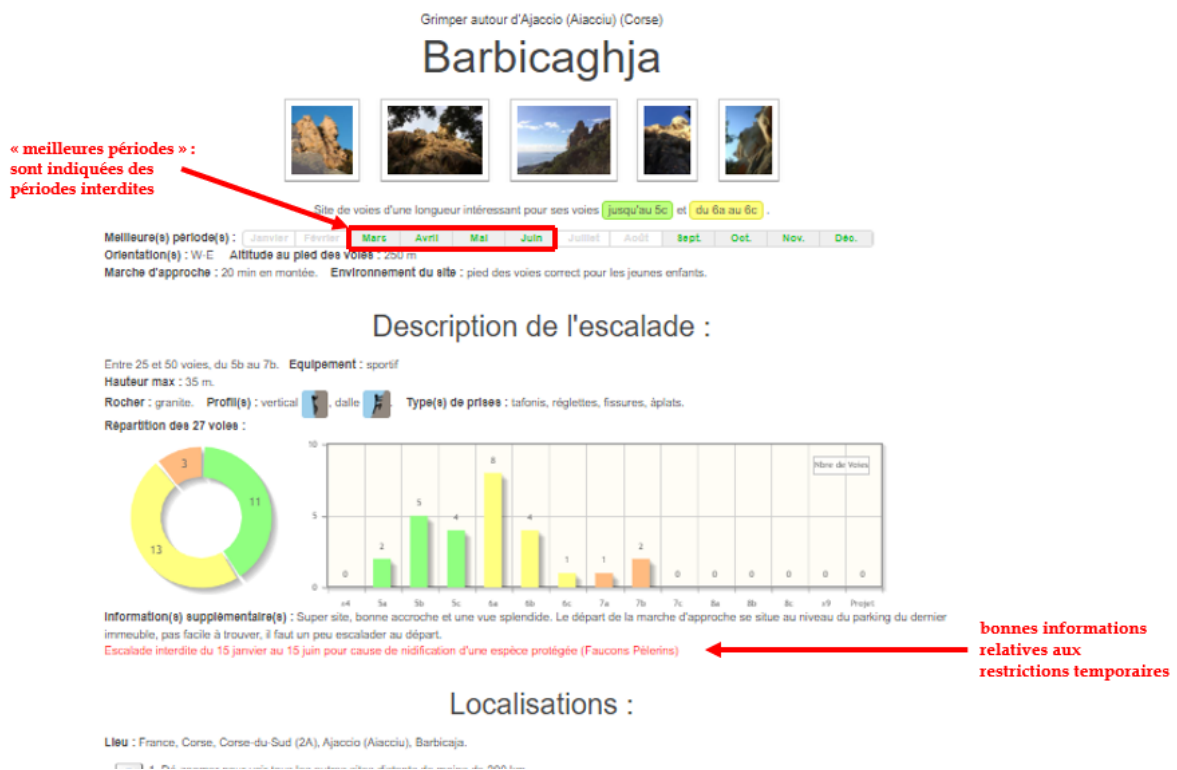 Grimper autour d'Ajaccio (Aiacciu) (Corse)
Barbicaghja
« meilleures périodes » :
sont indiquées des
périodes interdites
Site de voies d'une longueur intéressant pour ses voies jusqu'au 5c et du 6a au 6c .
Meilleure(s) période(s) : Janvier Février Mars Avril Mai Juin Juillet Août Sept. Oct. Nov. Déc.
Orientation(s) : W-E Altitude au pied des voies : 250 m
Marche d'approche : 20 min en montée. Environnement du site : pied des voies correct pour les jeunes enfants.
Description de l'escalade :
Entre 25 et 50 voies, du 5b au 7b. Equipement : sportif
Hauteur max : 35 m.
Rocher : granite. Profil(s) : vertical , dalle . Type(s) de prises : tafonis, réglettes, fissures, àplats.
Répartition des 27 voies :
3
11
13
10
5
0
Nbre de Voies
0 2 5 4 8 4 1 1 2 0 0 0 0 0 0
≤4 5a 5b 5c 6a 6b 6c 7a 7b 7c 8a 8b 8c ≥9 Projet
Information(s) supplémentaire(s) : Super site, bonne accroche et une vue splendide. Le départ de la marche d'approche se situe au niveau du parking du dernier
immeuble, pas facile à trouver, il faut un peu escalader au départ.
Escalade interdite du 15 janvier au 15 juin pour cause de nidification d'une espèce protégée (Faucons Pèlerins)
bonnes informations
relatives aux
restrictions temporaires
Localisations :
Lieu : France, Corse, Corse-du-Sud (2A), Ajaccio (Aiacciu), Barbicaja.